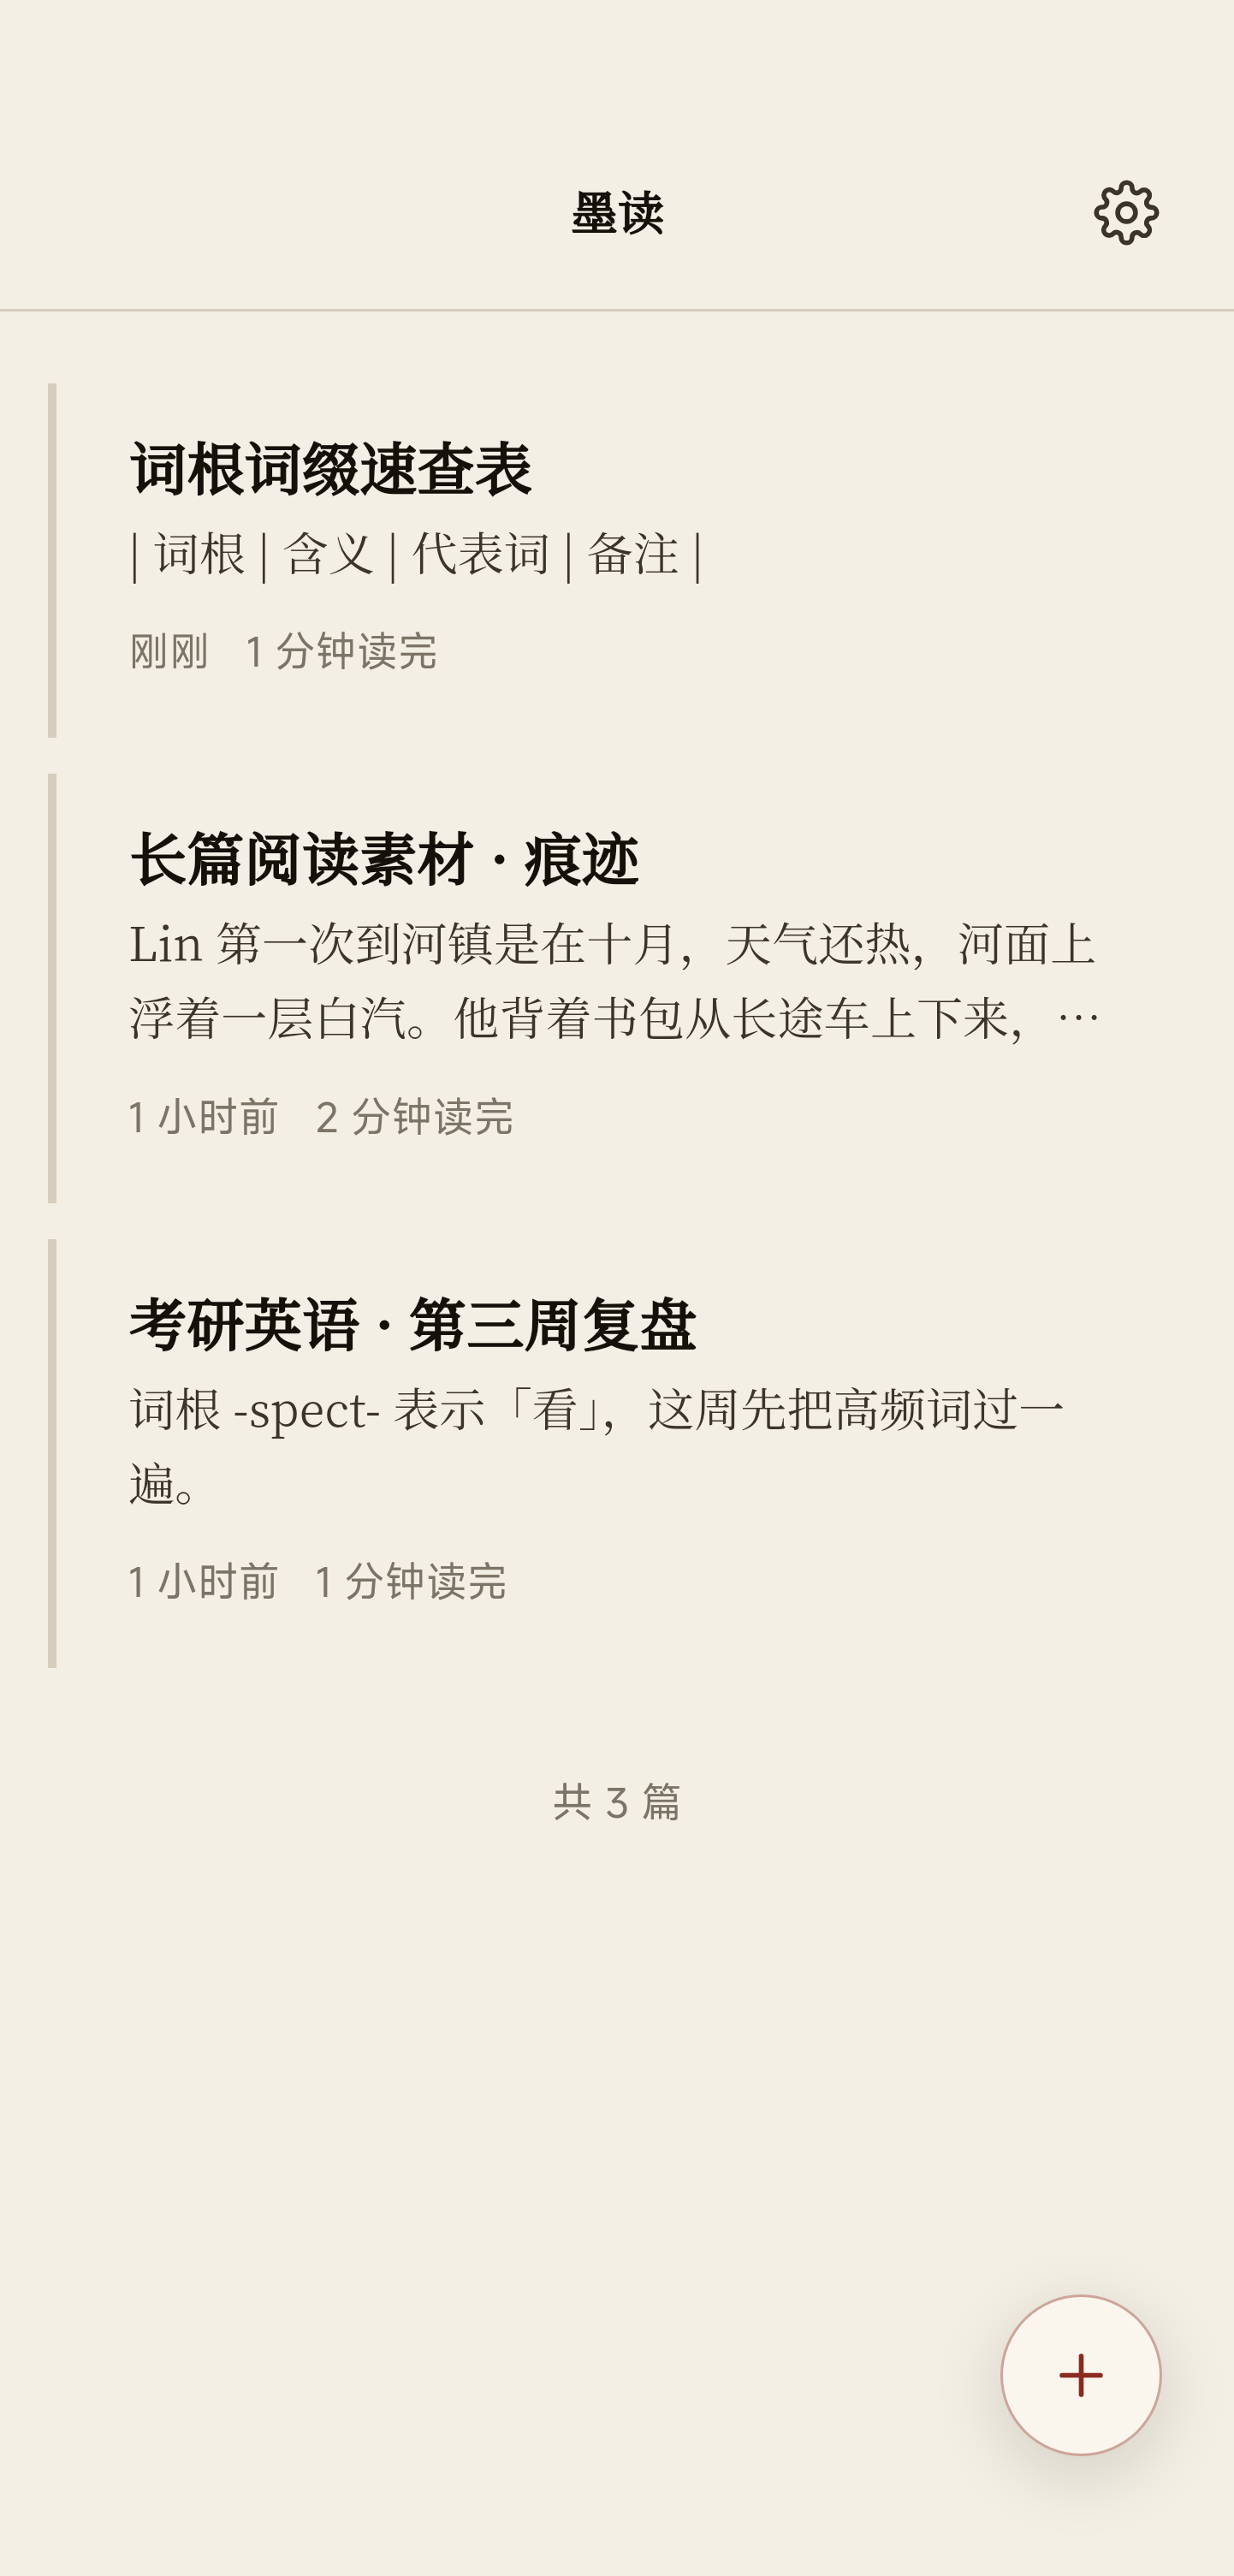 墨读
词根词缀速查表
| 词根 | 含义 | 代表词 | 备注 |
刚刚 1 分钟读完
长篇阅读素材 · 痕迹
Lin 第一次到河镇是在十月，天气还热，河面上
浮着一层白汽。他背着书包从长途车上下来，…
1 小时前 2 分钟读完
考研英语 · 第三周复盘
词根 -spect- 表示「看」，这周先把高频词过一
遍。
1 小时前 1 分钟读完
共 3 篇